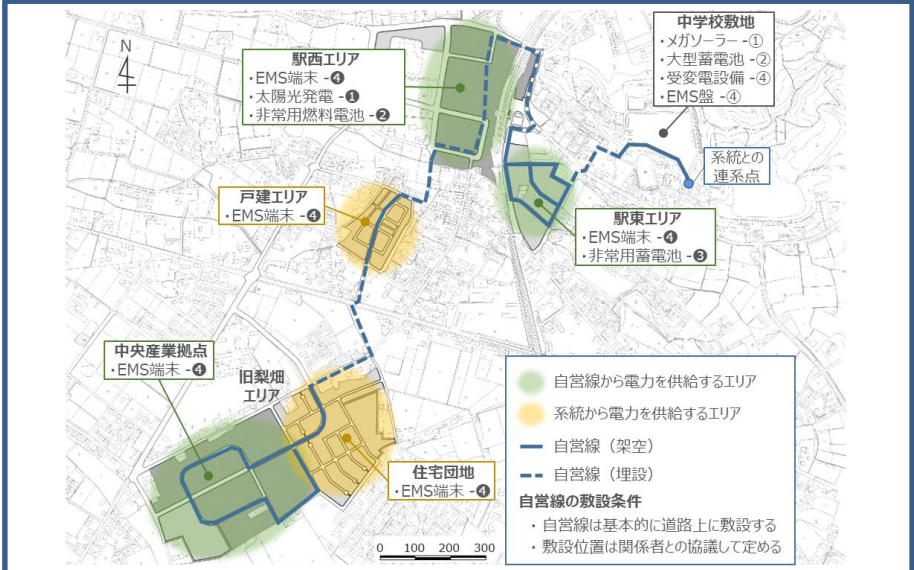 N
駅西エリア
・EMS端末 -❹
・太陽光発電 -❶
・非常用燃料電池 -❷
中学校敷地
・メガソーラー -①
・大型蓄電池 -②
・受変電設備 -④
・EMS盤 -④
系統との
連系点
戸建エリア
・EMS端末 -❹
駅東エリア
・EMS端末 -❹
・非常用蓄電池 -❸
中央産業拠点
・EMS端末 -❹
旧梨畑
エリア
住宅団地
・EMS端末 -❹
0 100 200 300
自営線から電力を供給するエリア
系統から電力を供給するエリア
自営線（架空）
自営線（埋設）
自営線の敷設条件
・ 自営線は基本的に道路上に敷設する
・ 敷設位置は関係者との協議して定める